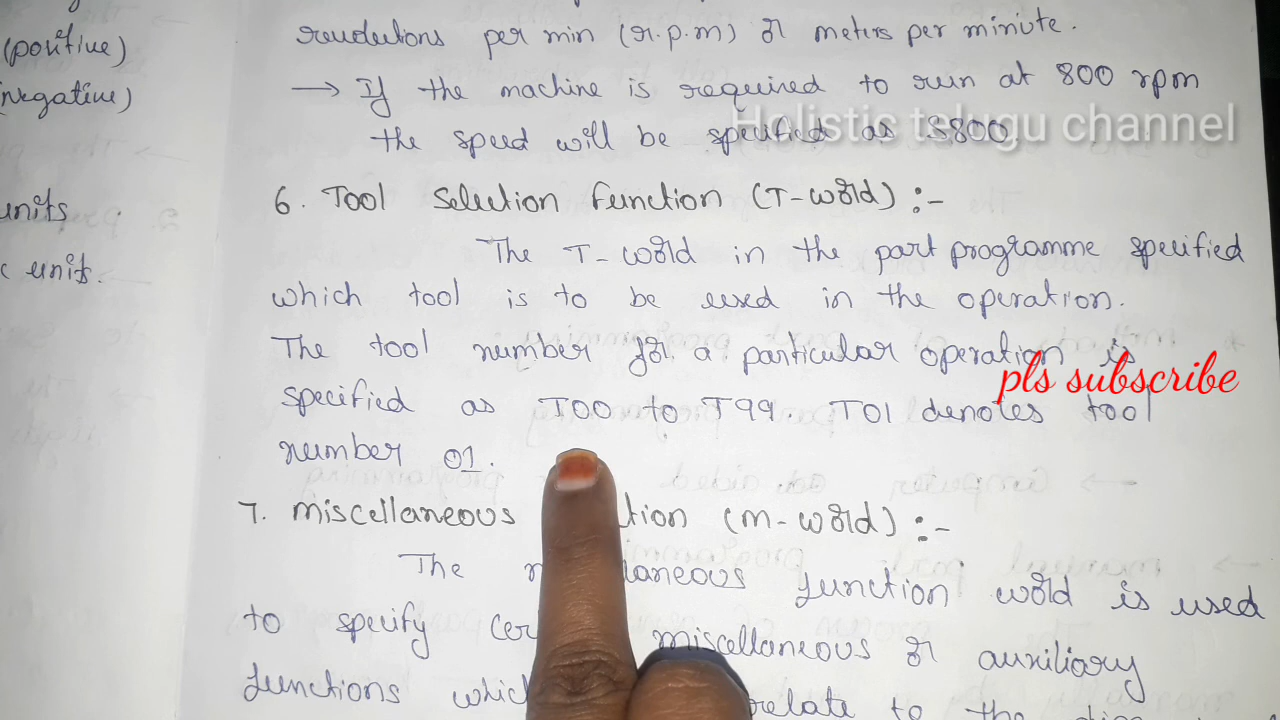 (positive)
(negative)
units
c units.
revolutions per min (r.p.m) or meters per minute.
→ If the machine is required to run at 800 rpm
the speed will be specified as S800.
Holistic telugu channel
6. Tool Selection Function (T-word) :-
The T-word in the part programme specified
which tool is to be used in the operation.
The tool number for a particular operation is
pls subscribe
specified as T00 to T99 T01 denotes tool
number 01.
7. miscellaneous (m-word) :-
The function word is used
to specify miscellaneous or auxiliary
functions relate to the